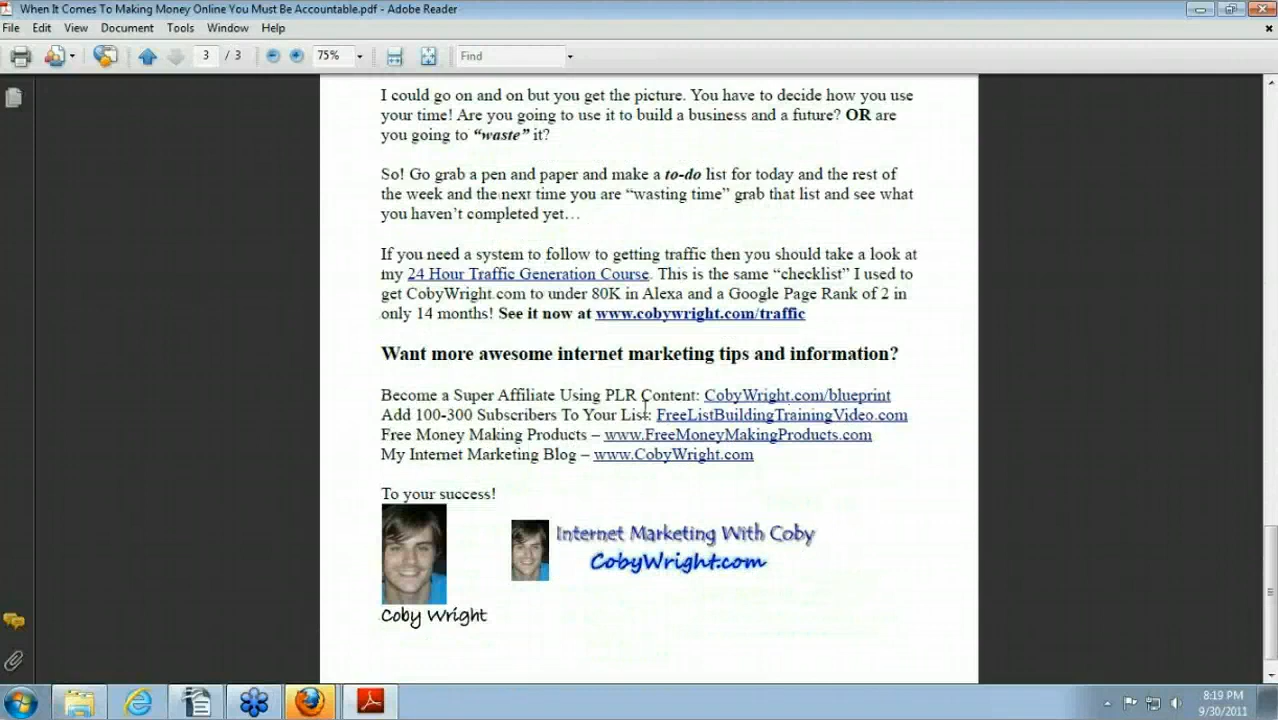 When It Comes To Making Money Online You Must Be Accountable.pdf - Adobe Reader
File Edit View Document Tools Window Help
3 / 3 75% Find
I could go on and on but you get the picture. You have to decide how you use
your time! Are you going to use it to build a business and a future? OR are
you going to “waste” it?
So! Go grab a pen and paper and make a to-do list for today and the rest of
the week and the next time you are “wasting time” grab that list and see what
you haven’t completed yet…
If you need a system to follow to getting traffic then you should take a look at
my 24 Hour Traffic Generation Course. This is the same “checklist” I used to
get CobyWright.com to under 80K in Alexa and a Google Page Rank of 2 in
only 14 months! See it now at www.cobywright.com/traffic
Want more awesome internet marketing tips and information?
Become a Super Affiliate Using PLR Content: CobyWright.com/blueprint
Add 100-300 Subscribers To Your List: FreeListBuildingTrainingVideo.com
Free Money Making Products – www.FreeMoneyMakingProducts.com
My Internet Marketing Blog – www.CobyWright.com
To your success!
Internet Marketing With Coby
CobyWright.com
Coby Wright
8:19 PM
9/30/2011